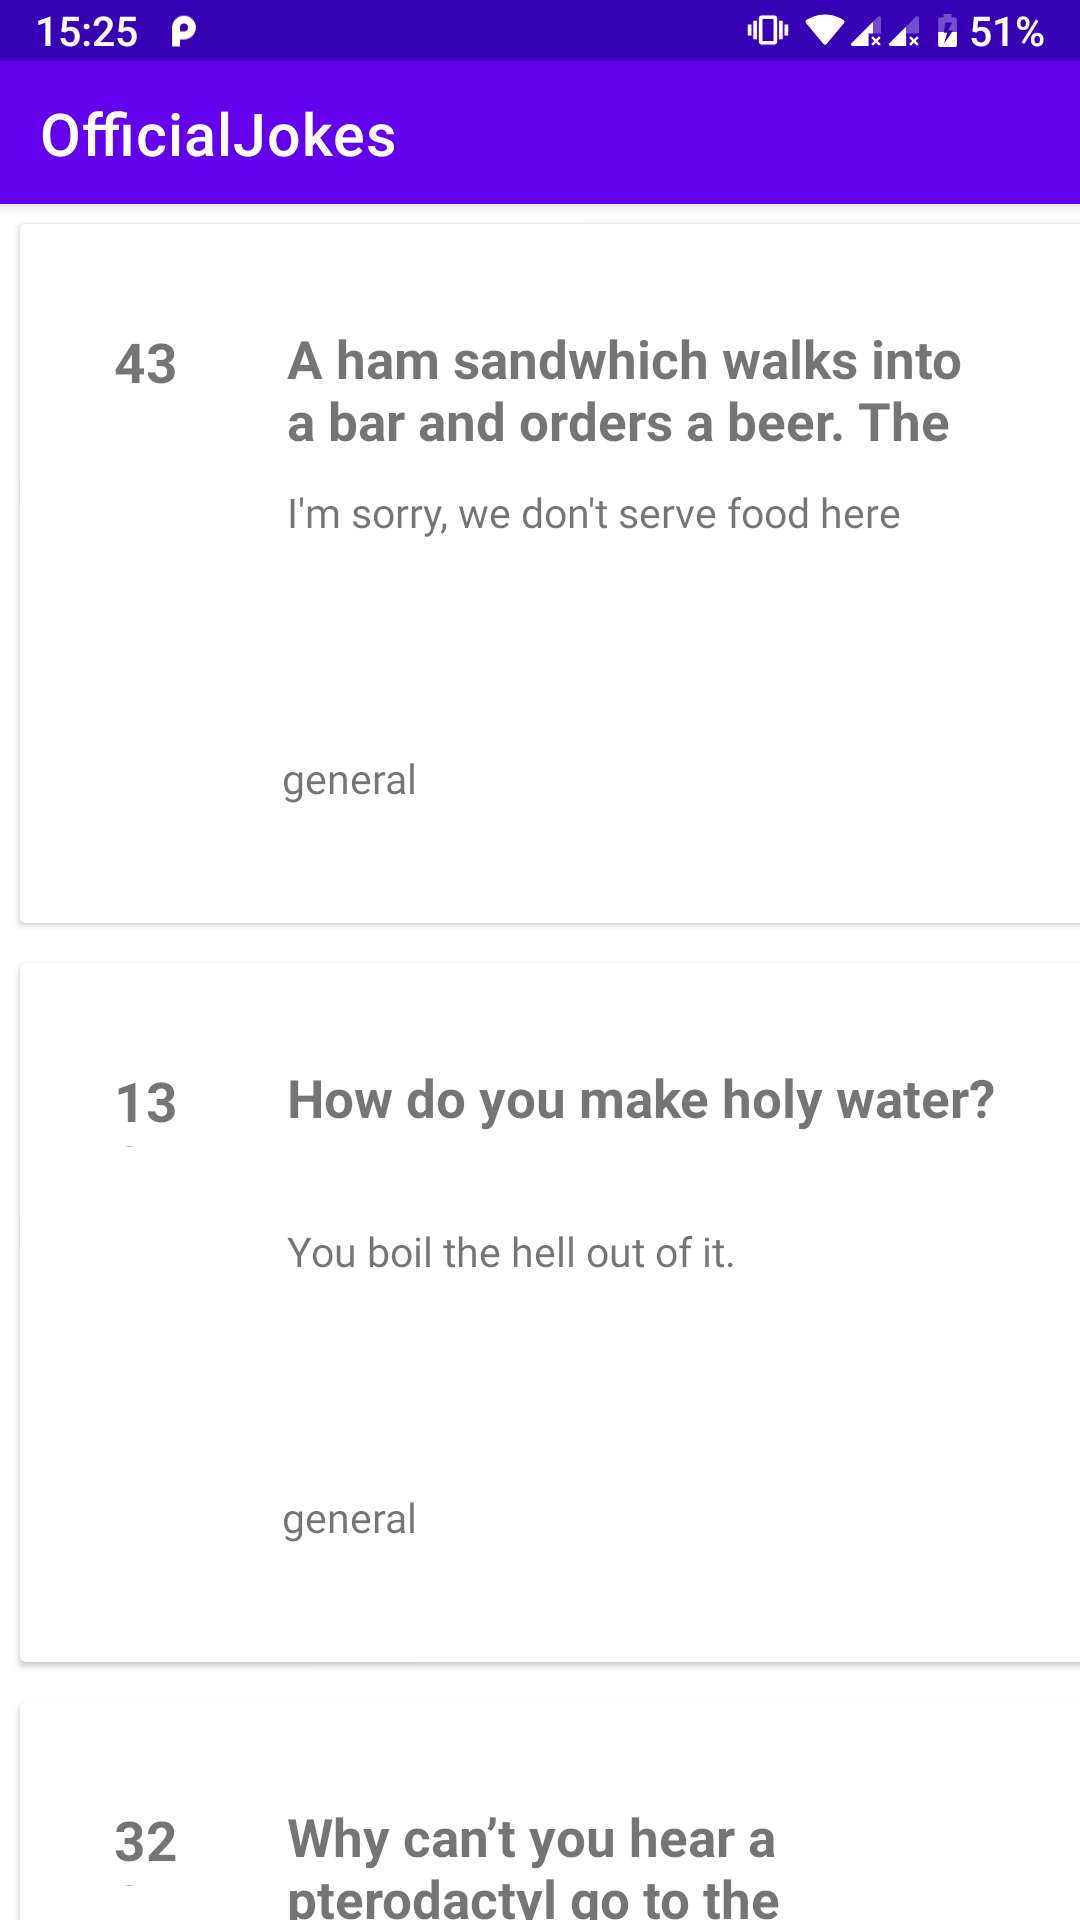 15:25
51%
OfficialJokes
43
A ham sandwhich walks into
a bar and orders a beer. The
I'm sorry, we don't serve food here
general
13
How do you make holy water?
You boil the hell out of it.
general
32
Why can’t you hear a
pterodactyl go to the